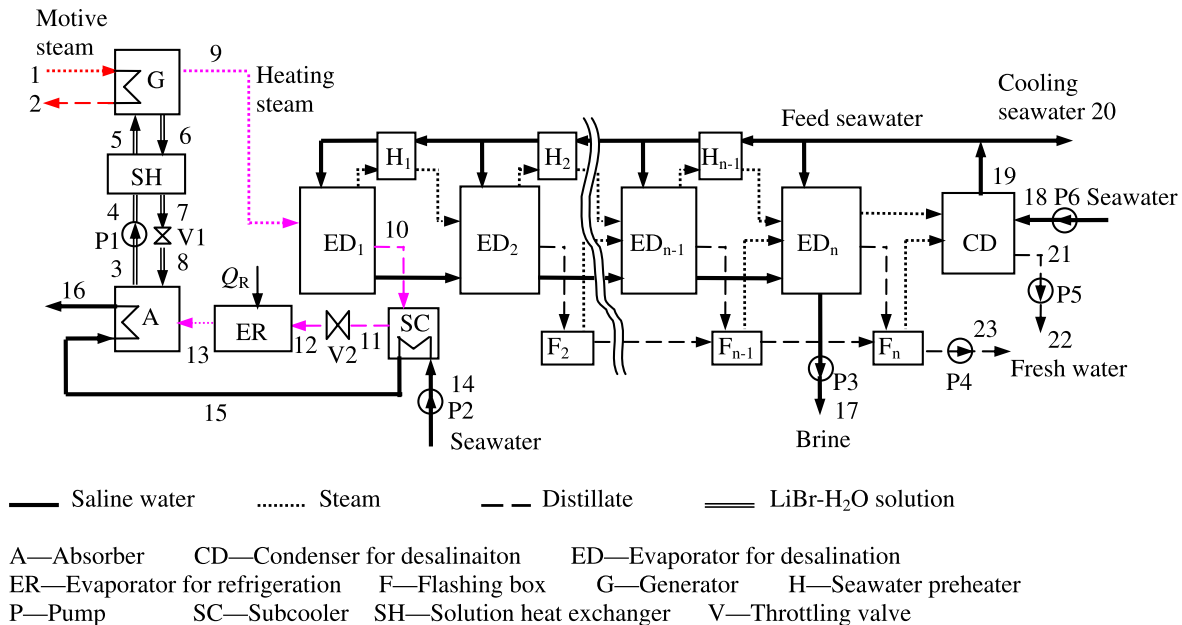 Motive
steam
1
2
G
9
Heating
steam
5
6
SH
4
7
P1
V1
3
8
16
A
13
Q_R
ER
12
V2
11
SC
10
14
P2
15
Seawater
H₁
H₂
Hₙ₋₁
Feed seawater
Cooling
seawater 20
ED₁
ED₂
EDₙ₋₁
EDₙ
19
18 P6 Seawater
CD
21
P5
22
F₂
Fₙ₋₁
Fₙ
23
P4
Fresh water
P3
17
Brine
Saline water
Steam
Distillate
LiBr-H₂O solution
A—Absorber CD—Condenser for desalinaiton ED—Evaporator for desalination
ER—Evaporator for refrigeration F—Flashing box G—Generator H—Seawater preheater
P—Pump SC—Subcooler SH—Solution heat exchanger V—Throttling valve